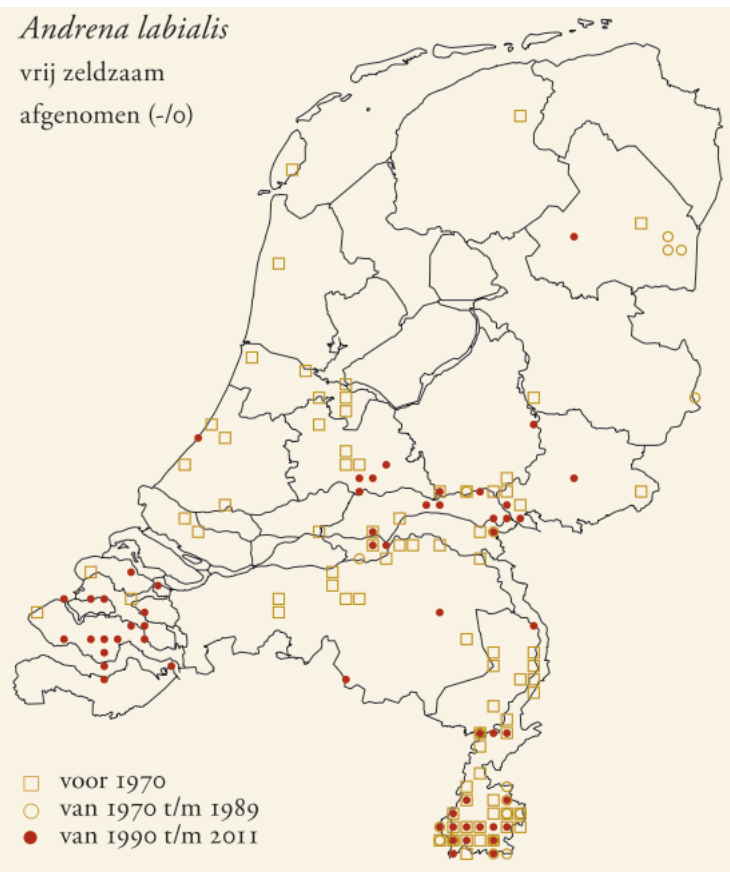 Andrena labialis
vrij zeldzaam
afgenomen (-/0)
voor 1970
van 1970 t/m 1989
van 1990 t/m 2011